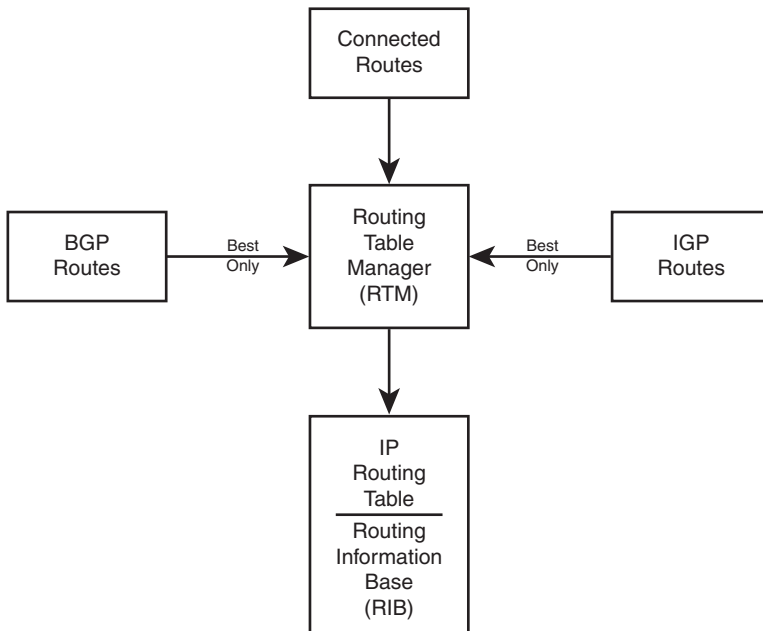 Connected
Routes
BGP
Routes
Best
Only
Routing
Table
Manager
(RTM)
Best
Only
IGP
Routes
IP
Routing
Table
Routing
Information
Base
(RIB)